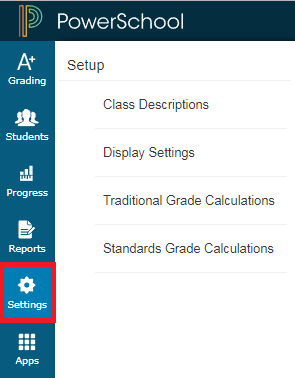 PowerSchool
A+
Grading
Students
Progress
Reports
Settings
Apps
Setup
Class Descriptions
Display Settings
Traditional Grade Calculations
Standards Grade Calculations